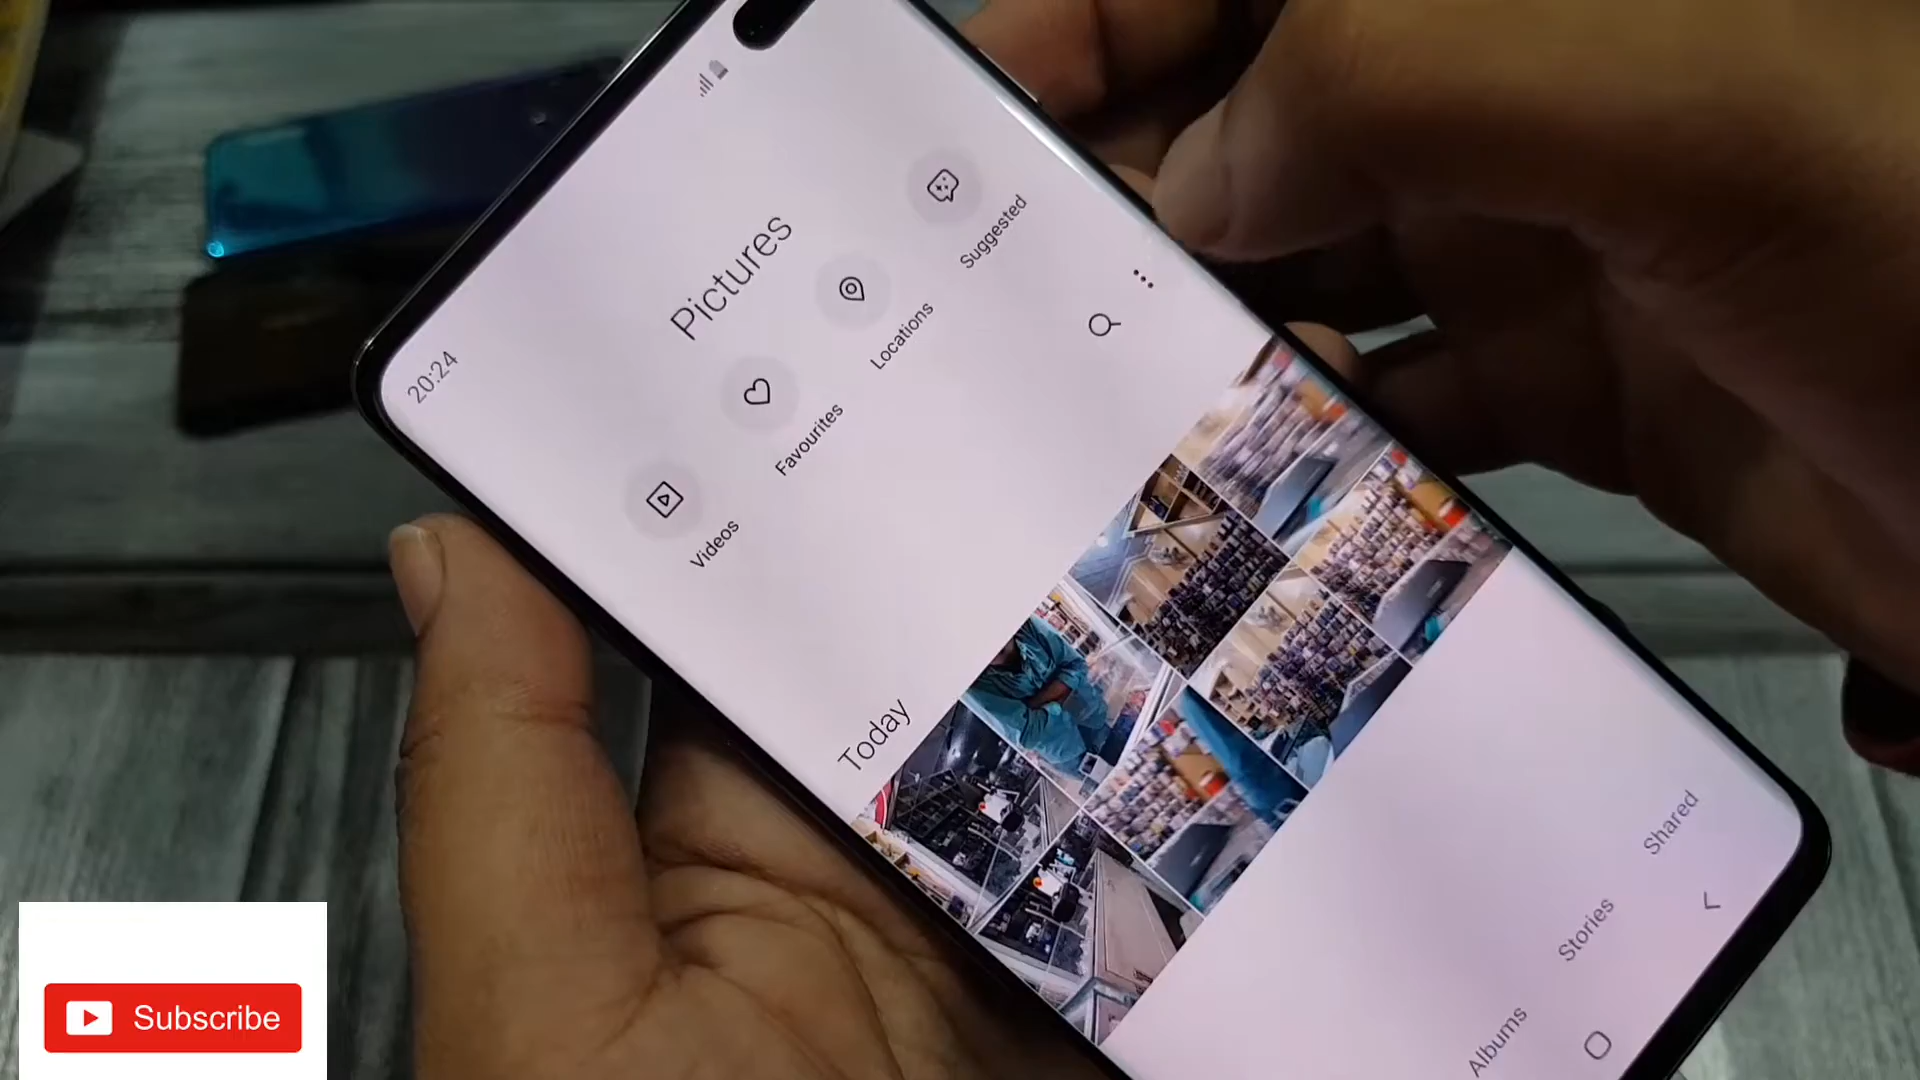 20:24
Pictures
Videos
Favourites
Locations
Suggested
Today
Albums
Stories
Shared
Subscribe